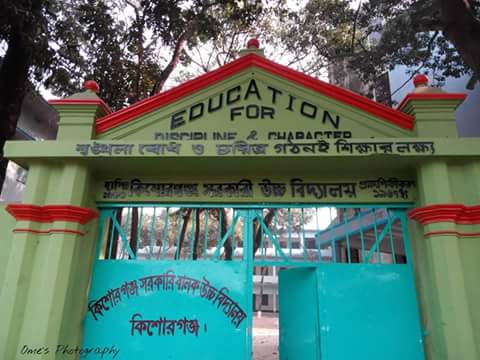 EDUCATION
FOR
DISCIPLINE & CHARACTER
শৃঙ্খলা বোধ ও চরিত্র গঠনই শিক্ষার লক্ষ্য
কিশোরগঞ্জ সরকারী উচ্চ বিদ্যালয়
কিশোরগঞ্জ সরকারি বালক উচ্চ বিদ্যালয়
কিশোরগঞ্জ।
Ome's Photography